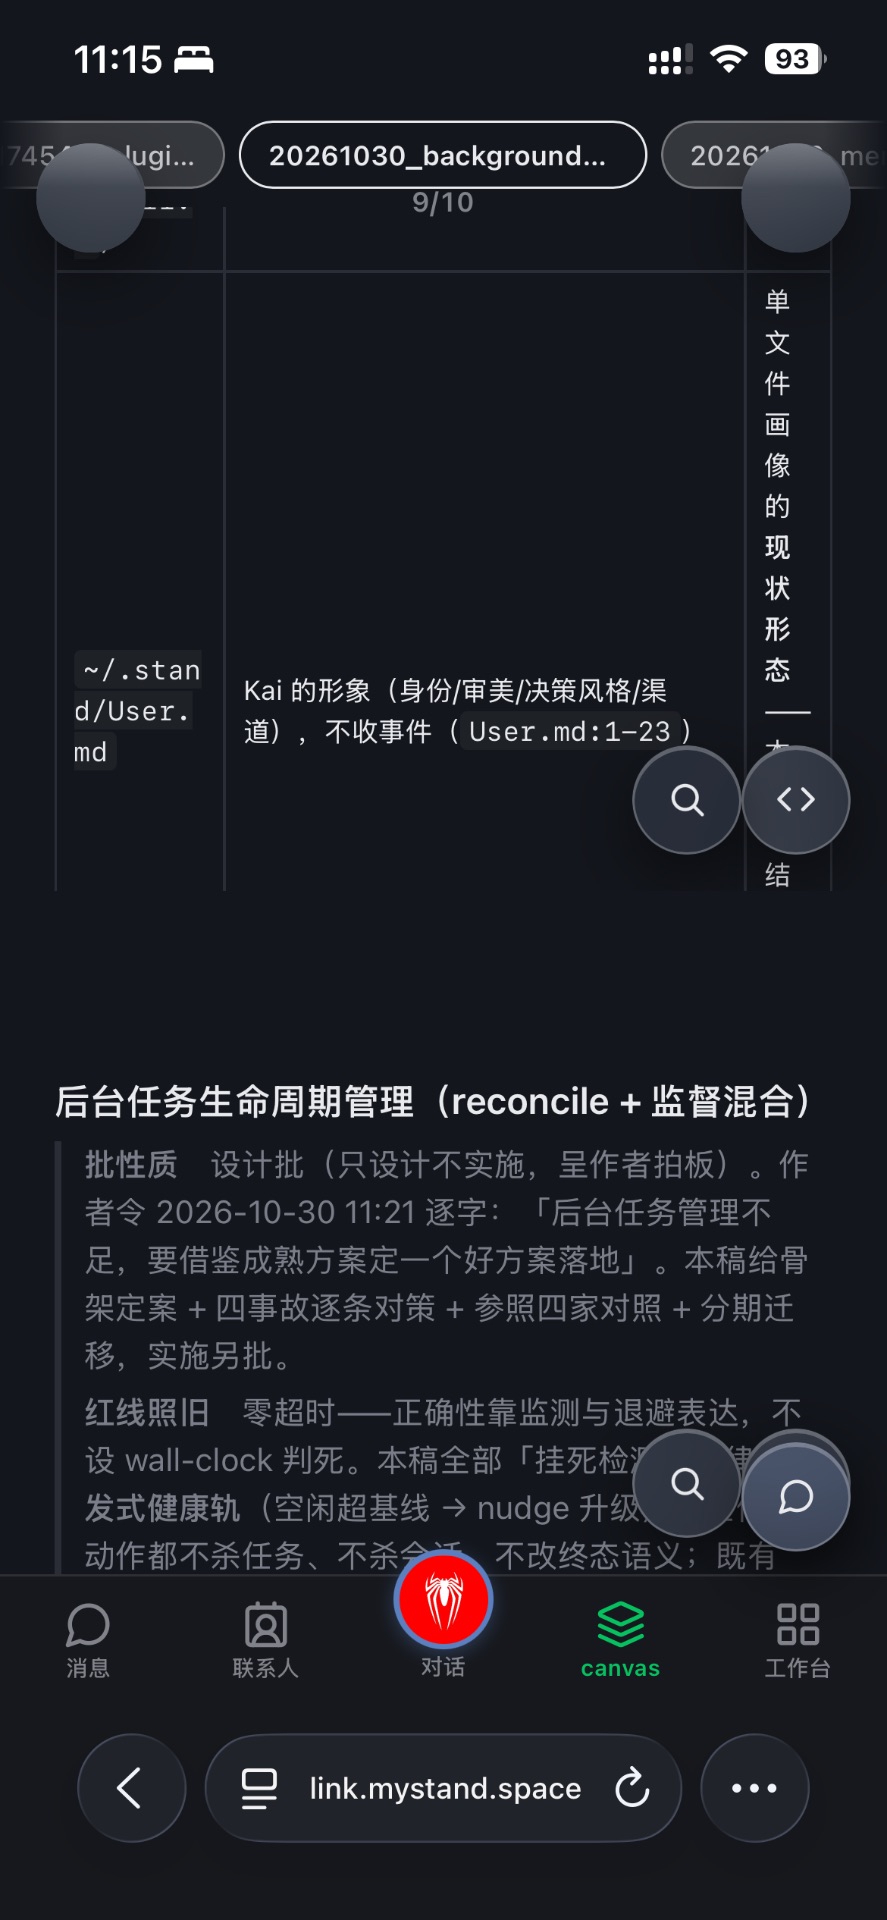 11:15
93
745
lugi...
20261030_background...
2026
me
9/10
~/.stan
d/User.
md
Kai 的形象（身份/审美/决策风格/渠
道），不收事件（User.md:1–23）
单
文
件
画
像
的
现
状
形
态
——
结
后台任务生命周期管理（reconcile + 监督混合）
批性质　设计批（只设计不实施，呈作者拍板）。作
者令 2026-10-30 11:21 逐字：「后台任务管理不
足，要借鉴成熟方案定一个好方案落地」。本稿给骨
架定案 + 四事故逐条对策 + 参照四家对照 + 分期迁
移，实施另批。
红线照旧　零超时——正确性靠监测与退避表达，不
设 wall-clock 判死。本稿全部「挂死检
发式健康轨（空闲超基线 → nudge 升级
动作都不杀任务、不杀会话、不改终态语义；既有
消息
联系人
对话
canvas
工作台
link.mystand.space